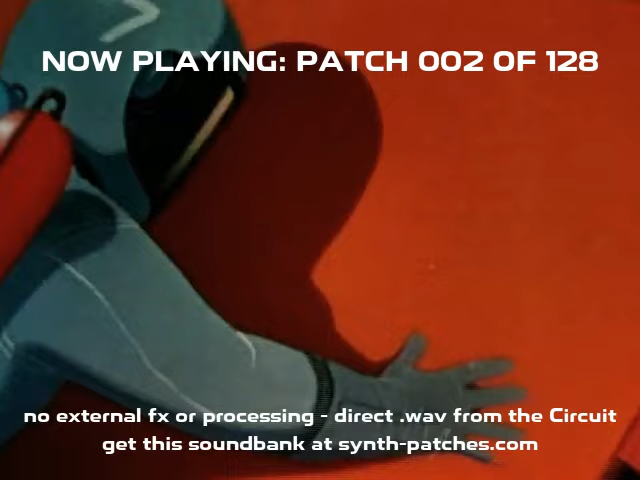 NOW PLAYING: PATCH 002 OF 128
no external fx or processing - direct .wav from the Circuit
get this soundbank at synth-patches.com